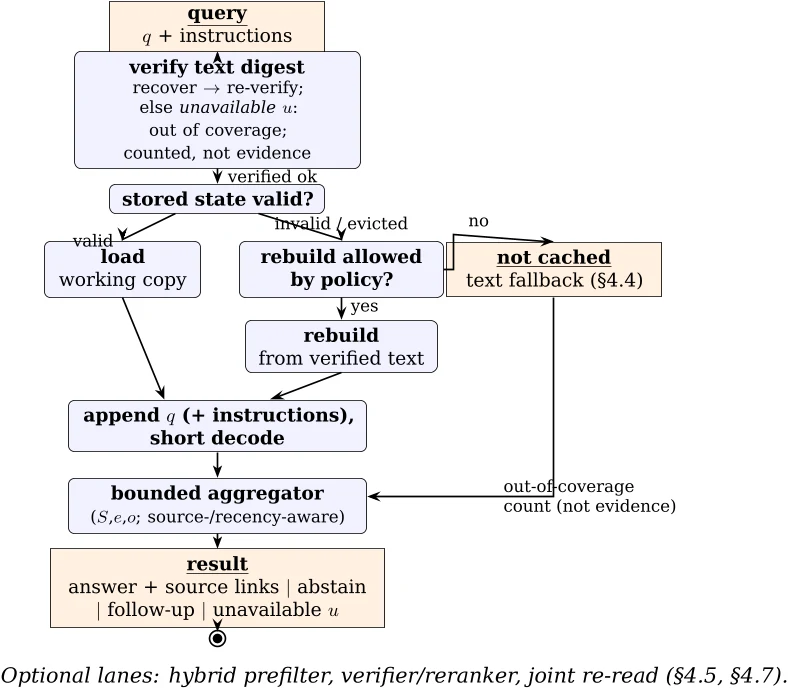 query
q + instructions
verify text digest
recover → re-verify;
else unavailable u:
out of coverage;
counted, not evidence
verified ok
stored state valid?
valid
invalid / evicted
no
load
working copy
rebuild allowed
by policy?
not cached
text fallback (§4.4)
yes
rebuild
from verified text
append q (+ instructions),
short decode
bounded aggregator
(S,e,o; source-/recency-aware)
out-of-coverage
count (not evidence)
result
answer + source links | abstain
| follow-up | unavailable u
Optional lanes: hybrid prefilter, verifier/reranker, joint re-read (§4.5, §4.7).